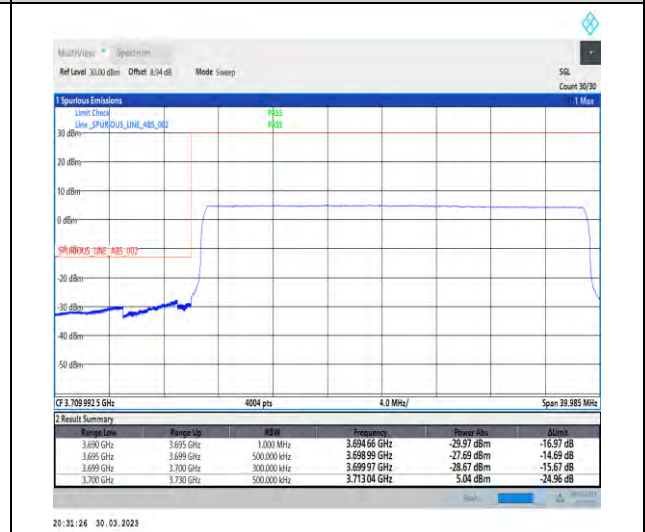 MultiView Spectrum
Ref Level 30.00 dBm Offset 8.94 dB Mode Sweep SGL
Count 30/30
1 Spurious Emissions 1 Max
Limit Check PASS
Line _SPURIOUS_LINE_ABS_002 PASS
30 dBm
20 dBm
10 dBm
0 dBm
SPURIOUS_LINE_ABS_002
-20 dBm
-30 dBm
-40 dBm
-50 dBm
CF 3.709 992 5 GHz 4004 pts 4.0 MHz/ Span 39.985 MHz
2 Result Summary
Range Low Range Up RBW Frequency Power Abs ΔLimit
3.690 GHz 3.695 GHz 1.000 MHz 3.694 66 GHz -29.97 dBm -16.97 dB
3.695 GHz 3.699 GHz 500.000 kHz 3.698 99 GHz -27.69 dBm -14.69 dB
3.699 GHz 3.700 GHz 300.000 kHz 3.699 97 GHz -28.67 dBm -15.67 dB
3.700 GHz 3.730 GHz 500.000 kHz 3.713 04 GHz 5.04 dBm -24.96 dB
20:31:26 30.03.2023